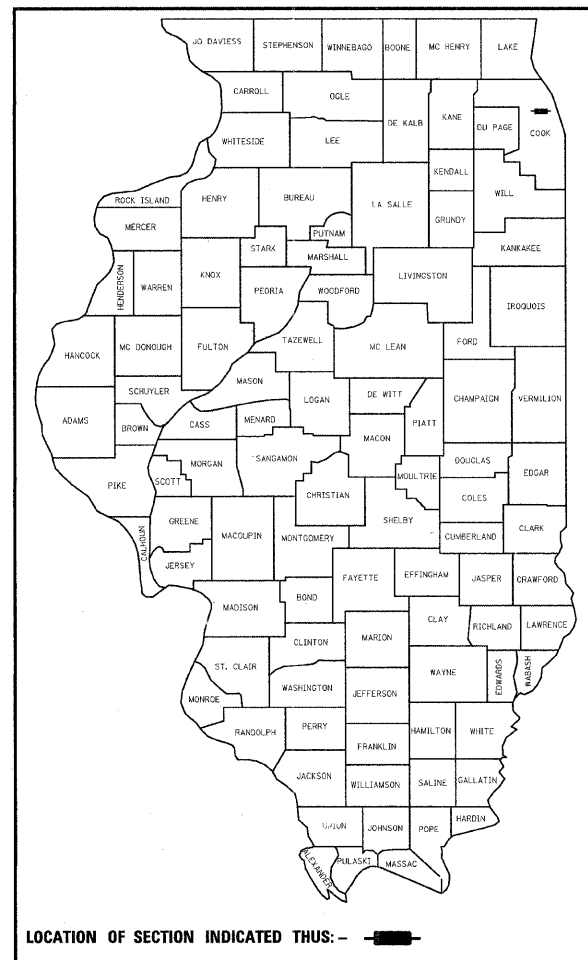 JO DAVIESS STEPHENSON WINNEBAGO BOONE MC HENRY LAKE
CARROLL OGLE DE KALB KANE DU PAGE COOK
WHITESIDE LEE KENDALL WILL
ROCK ISLAND HENRY BUREAU LA SALLE GRUNDY
MERCER PUTNAM KANKAKEE
STARK MARSHALL
HENDERSON WARREN KNOX PEORIA WOODFORD LIVINGSTON IROQUOIS
TAZEWELL MC LEAN FORD
HANCOCK MC DONOUGH FULTON
MASON
SCHUYLER LOGAN DE WITT CHAMPAIGN VERMILION
ADAMS BROWN CASS MENARD MACON PIATT
MORGAN SANGAMON DOUGLAS EDGAR
PIKE SCOTT CHRISTIAN MOULTRIE COLES
GREENE SHELBY CLARK
CALHOUN MACOUPIN MONTGOMERY CUMBERLAND
JERSEY FAYETTE EFFINGHAM JASPER CRAWFORD
MADISON BOND
CLAY RICHLAND LAWRENCE
CLINTON MARION
ST. CLAIR WAYNE EDWARDS WABASH
WASHINGTON JEFFERSON
MONROE
RANDOLPH PERRY HAMILTON WHITE
FRANKLIN
JACKSON WILLIAMSON SALINE GALLATIN
HARDIN
UNION JOHNSON POPE
ALEXANDER PULASKI MASSAC
LOCATION OF SECTION INDICATED THUS: -